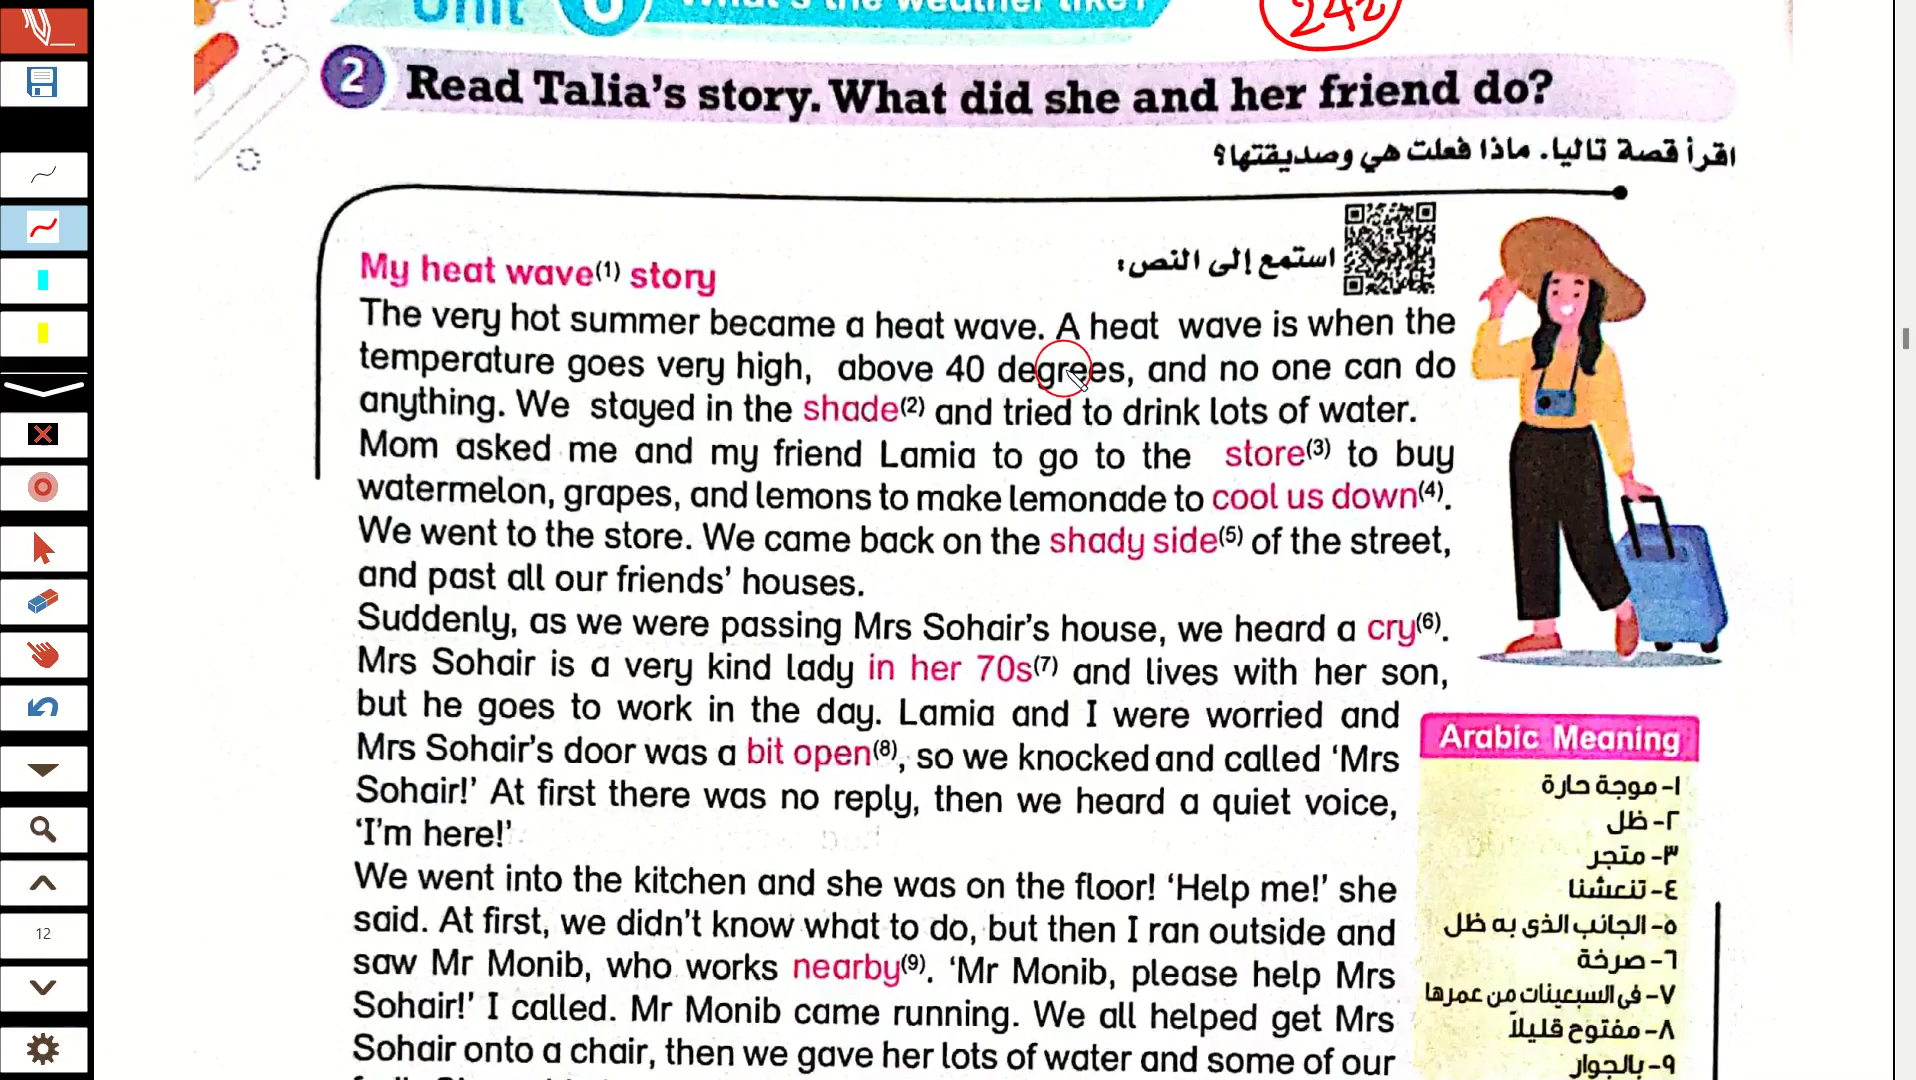 Unit 6 What's the weather like?
242
2 Read Talia's story. What did she and her friend do?
اقرأ قصة تاليا. ماذا فعلت هي وصديقتها؟
استمع إلى النص:
My heat wave(1) story
The very hot summer became a heat wave. A heat wave is when the
temperature goes very high, above 40 degrees, and no one can do
anything. We stayed in the shade(2) and tried to drink lots of water.
Mom asked me and my friend Lamia to go to the store(3) to buy
watermelon, grapes, and lemons to make lemonade to cool us down(4).
We went to the store. We came back on the shady side(5) of the street,
and past all our friends' houses.
Suddenly, as we were passing Mrs Sohair's house, we heard a cry(6).
Mrs Sohair is a very kind lady in her 70s(7) and lives with her son,
but he goes to work in the day. Lamia and I were worried and
Mrs Sohair's door was a bit open(8), so we knocked and called 'Mrs
Sohair!' At first there was no reply, then we heard a quiet voice,
'I'm here!'
We went into the kitchen and she was on the floor! 'Help me!' she
said. At first, we didn't know what to do, but then I ran outside and
saw Mr Monib, who works nearby(9). 'Mr Monib, please help Mrs
Sohair!' I called. Mr Monib came running. We all helped get Mrs
Sohair onto a chair, then we gave her lots of water and some of our
Arabic Meaning
١- موجة حارة
٢- ظل
٣- متجر
٤- تنعشنا
٥- الجانب الذى به ظل
٦- صرخة
٧- فى السبعينات من عمرها
٨- مفتوح قليلاً
٩- بالجوار
12